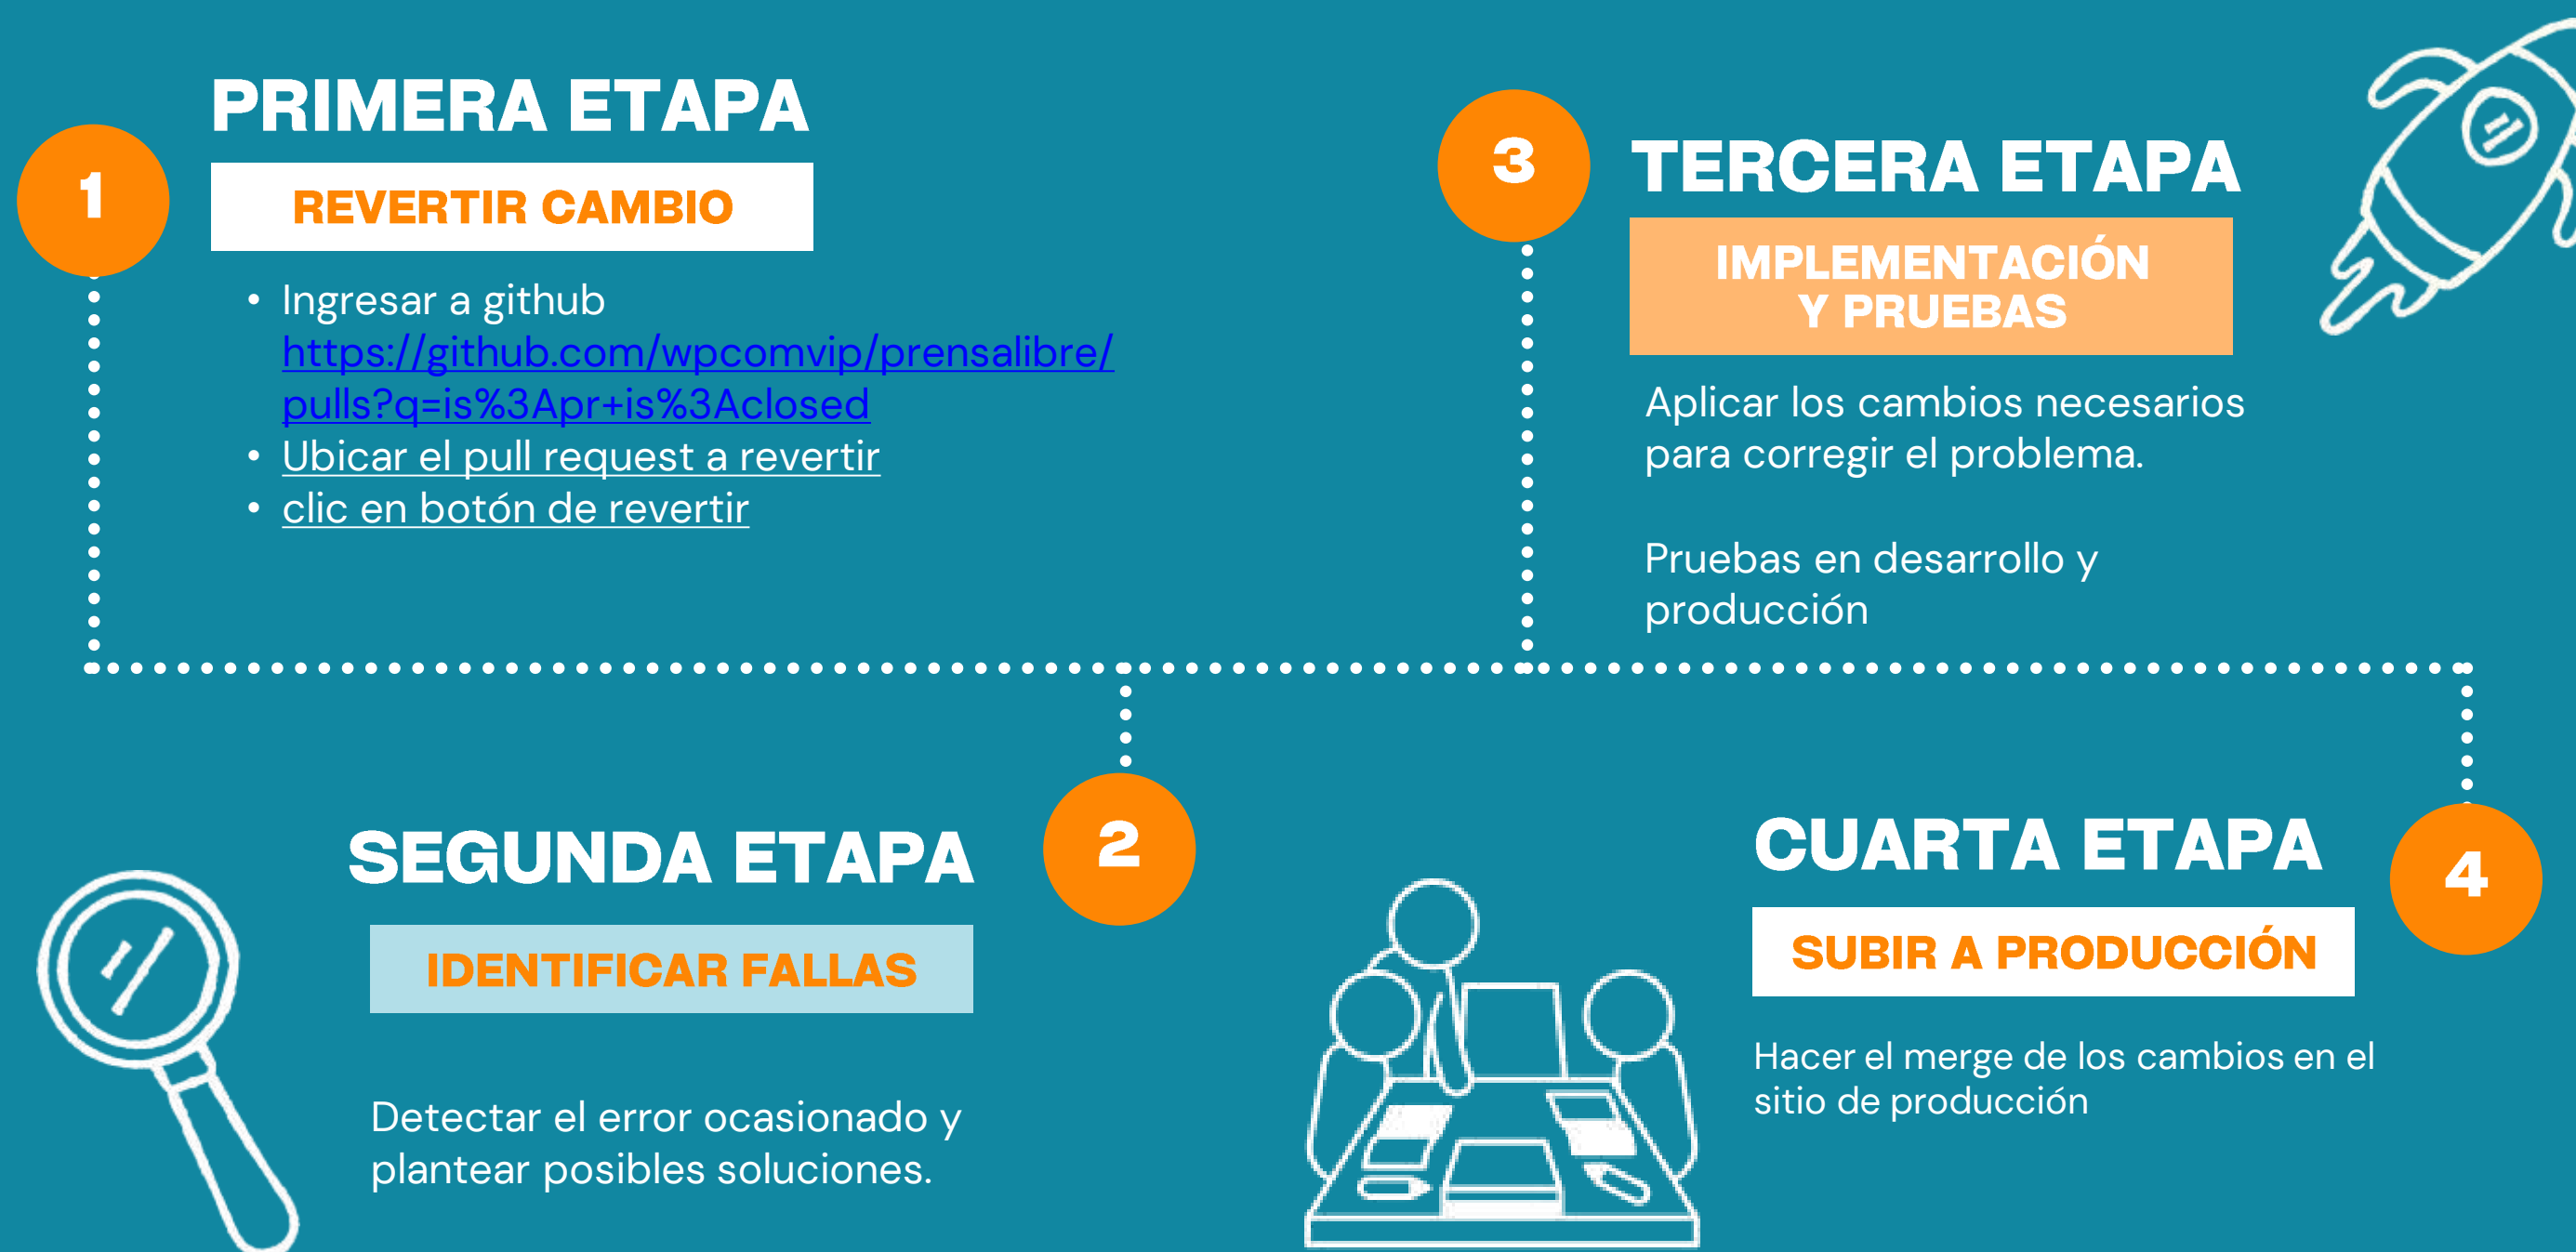 1
PRIMERA ETAPA
REVERTIR CAMBIO
• Ingresar a github
https://github.com/wpcomvip/prensalibre/
pulls?q=is%3Apr+is%3Aclosed
• Ubicar el pull request a revertir
• clic en botón de revertir
2
SEGUNDA ETAPA
IDENTIFICAR FALLAS
Detectar el error ocasionado y
plantear posibles soluciones.
3
TERCERA ETAPA
IMPLEMENTACIÓN
Y PRUEBAS
Aplicar los cambios necesarios
para corregir el problema.
Pruebas en desarrollo y
producción
4
CUARTA ETAPA
SUBIR A PRODUCCIÓN
Hacer el merge de los cambios en el
sitio de producción